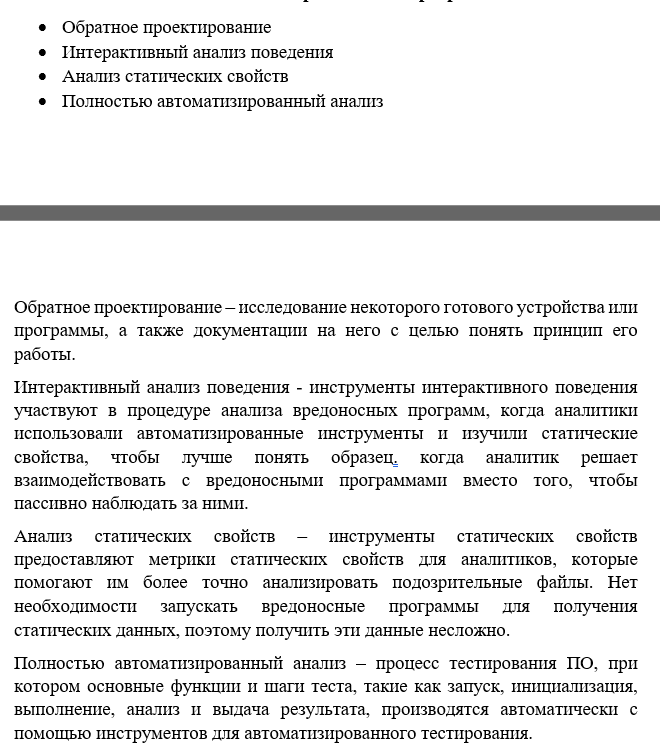 • Обратное проектирование
• Интерактивный анализ поведения
• Анализ статических свойств
• Полностью автоматизированный анализ
Обратное проектирование – исследование некоторого готового устройства или
программы, а также документации на него с целью понять принцип его
работы.
Интерактивный анализ поведения - инструменты интерактивного поведения
участвуют в процедуре анализа вредоносных программ, когда аналитики
использовали автоматизированные инструменты и изучили статические
свойства, чтобы лучше понять образец. когда аналитик решает
взаимодействовать с вредоносными программами вместо того, чтобы
пассивно наблюдать за ними.
Анализ статических свойств – инструменты статических свойств
предоставляют метрики статических свойств для аналитиков, которые
помогают им более точно анализировать подозрительные файлы. Нет
необходимости запускать вредоносные программы для получения
статических данных, поэтому получить эти данные несложно.
Полностью автоматизированный анализ – процесс тестирования ПО, при
котором основные функции и шаги теста, такие как запуск, инициализация,
выполнение, анализ и выдача результата, производятся автоматически с
помощью инструментов для автоматизированного тестирования.